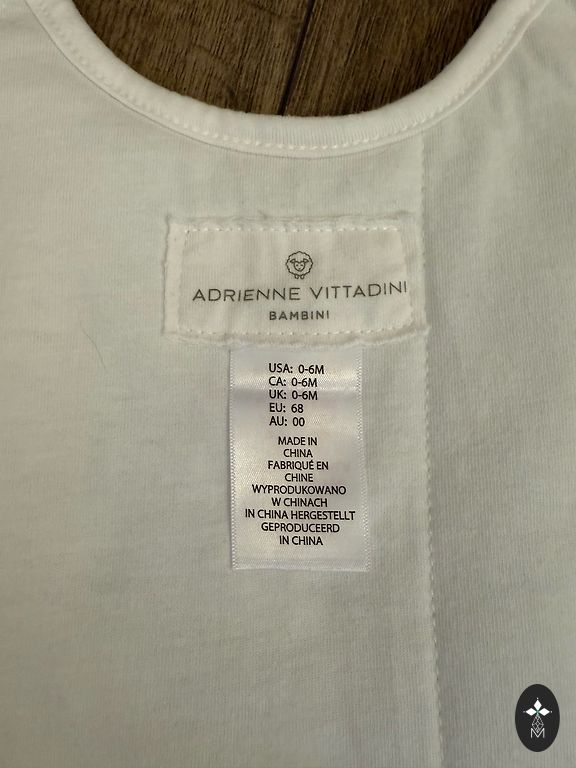 ADRIENNE VITTADINI
BAMBINI
USA: 0-6M
CA: 0-6M
UK: 0-6M
EU: 68
AU: 00
MADE IN
CHINA
FABRIQUÉ EN
CHINE
WYPRODUKOWANO
W CHINACH
IN CHINA HERGESTELLT
GEPRODUCEERD
IN CHINA
M